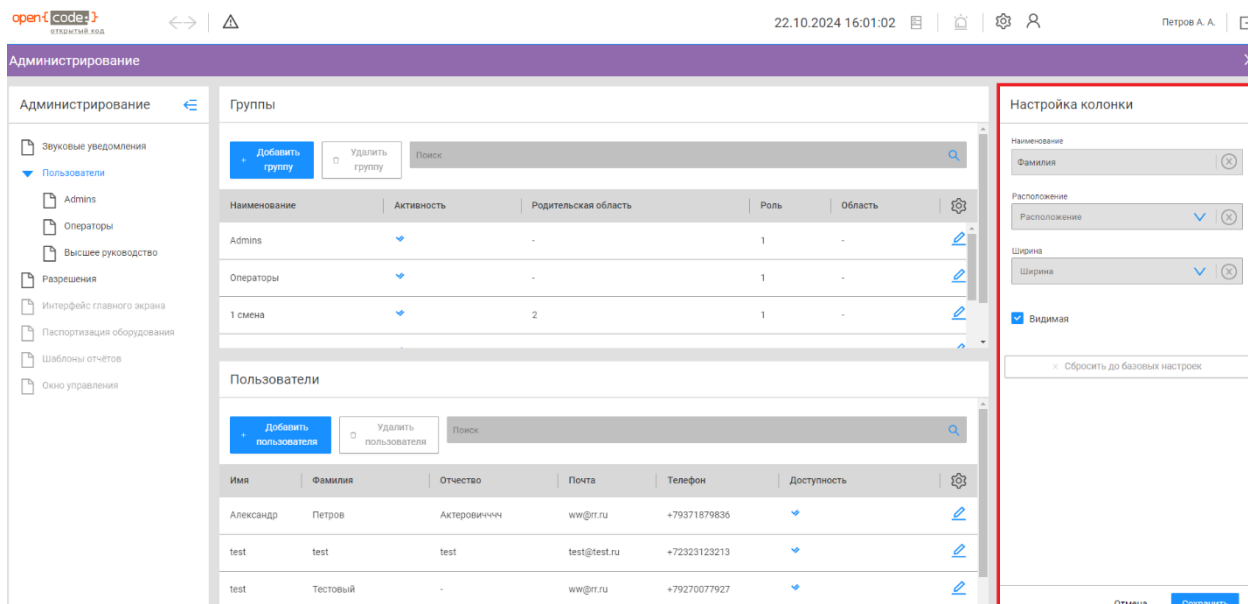 open{code:}
открытый код
22.10.2024 16:01:02
Петров А. А.
Администрирование
Администрирование
Звуковые уведомления
Пользователи
Admins
Операторы
Высшее руководство
Разрешения
Интерфейс главного экрана
Паспортизация оборудования
Шаблоны отчётов
Окно управления
Группы
+ Добавить группу
Удалить группу
Поиск
Наименование Активность Родительская область Роль Область
Admins - 1 -
Операторы - 1 -
1 смена 2 1 -
Пользователи
+ Добавить пользователя
Удалить пользователя
Поиск
Имя Фамилия Отчество Почта Телефон Доступность
Александр Петров Актеровичччч ww@rr.ru +79371879836
test test test test@test.ru +72323123213
test Тестовый - ww@rr.ru +79270077927
Настройка колонки
Наименование
Фамилия
Расположение
Расположение
Ширина
Ширина
Видимая
× Сбросить до базовых настроек
Отмена
Сохранить